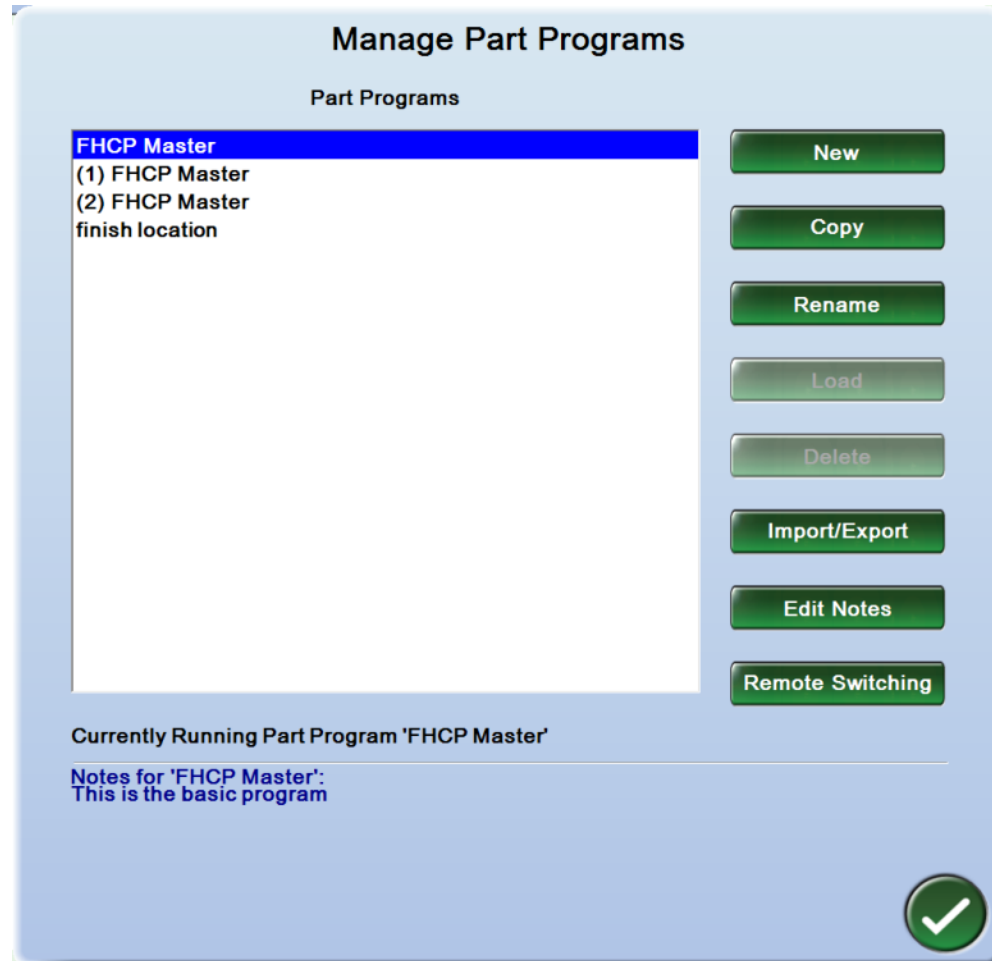 Manage Part Programs
Part Programs
FHCP Master
(1) FHCP Master
(2) FHCP Master
finish location
New
Copy
Rename
Load
Delete
Import/Export
Edit Notes
Remote Switching
Currently Running Part Program 'FHCP Master'
Notes for 'FHCP Master':
This is the basic program